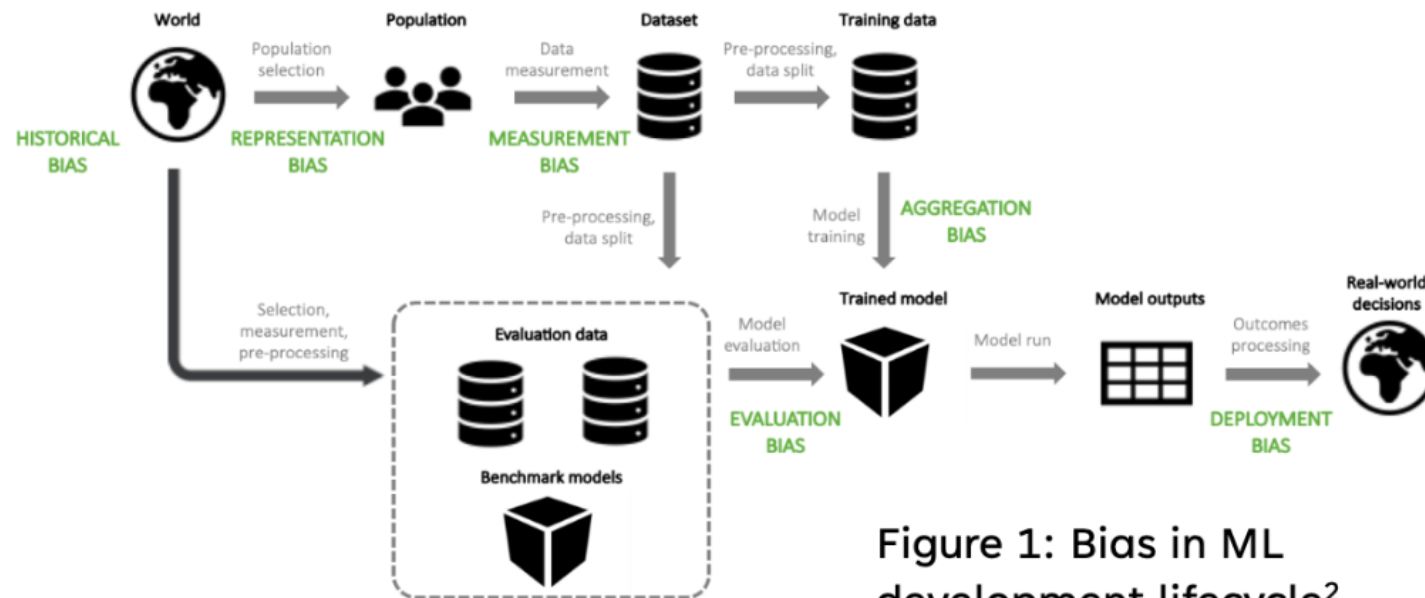 World
Population
Dataset
Training data
Population
selection
Data
measurement
Pre-processing,
data split
HISTORICAL
BIAS
REPRESENTATION
BIAS
MEASUREMENT
BIAS
Pre-processing,
data split
Model
training
AGGREGATION
BIAS
Selection,
measurement,
pre-processing
Evaluation data
Benchmark models
Model
evaluation
EVALUATION
BIAS
Trained model
Model run
Model outputs
Outcomes
processing
DEPLOYMENT
BIAS
Real-world
decisions
Figure 1: Bias in ML
development lifecycle²